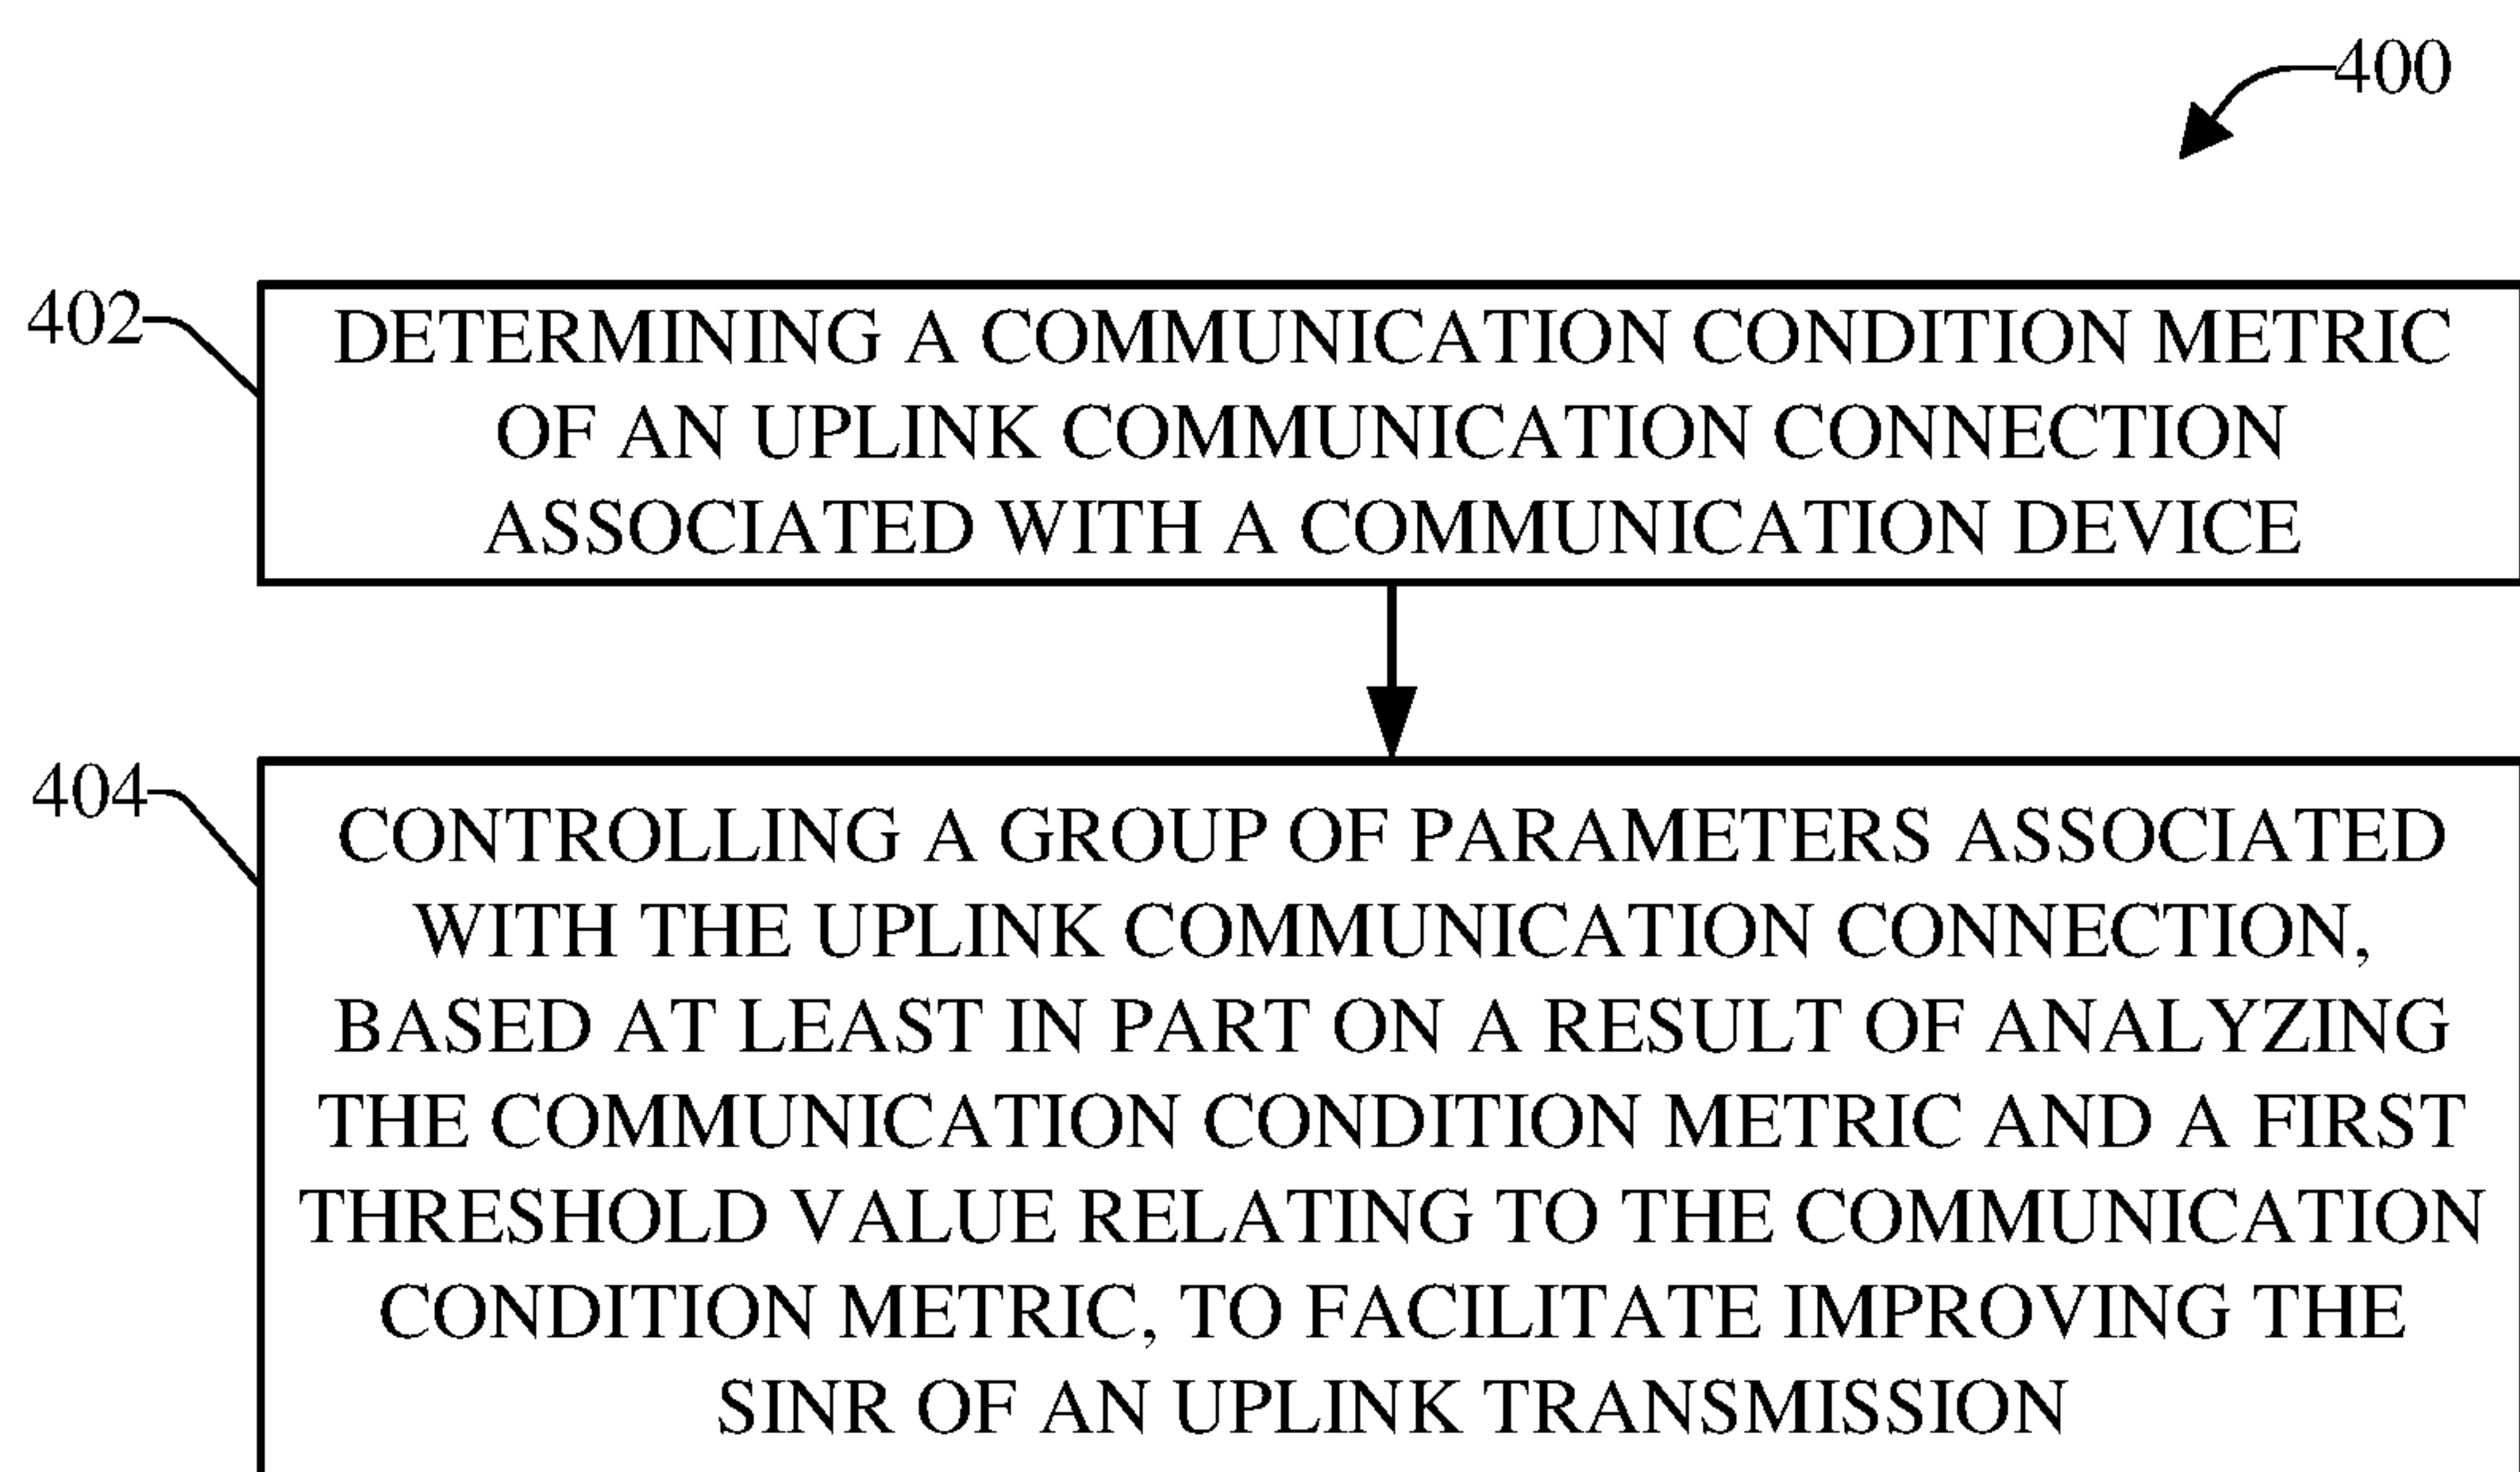 400
402
DETERMINING A COMMUNICATION CONDITION METRIC
OF AN UPLINK COMMUNICATION CONNECTION
ASSOCIATED WITH A COMMUNICATION DEVICE
404
CONTROLLING A GROUP OF PARAMETERS ASSOCIATED
WITH THE UPLINK COMMUNICATION CONNECTION,
BASED AT LEAST IN PART ON A RESULT OF ANALYZING
THE COMMUNICATION CONDITION METRIC AND A FIRST
THRESHOLD VALUE RELATING TO THE COMMUNICATION
CONDITION METRIC, TO FACILITATE IMPROVING THE
SINR OF AN UPLINK TRANSMISSION